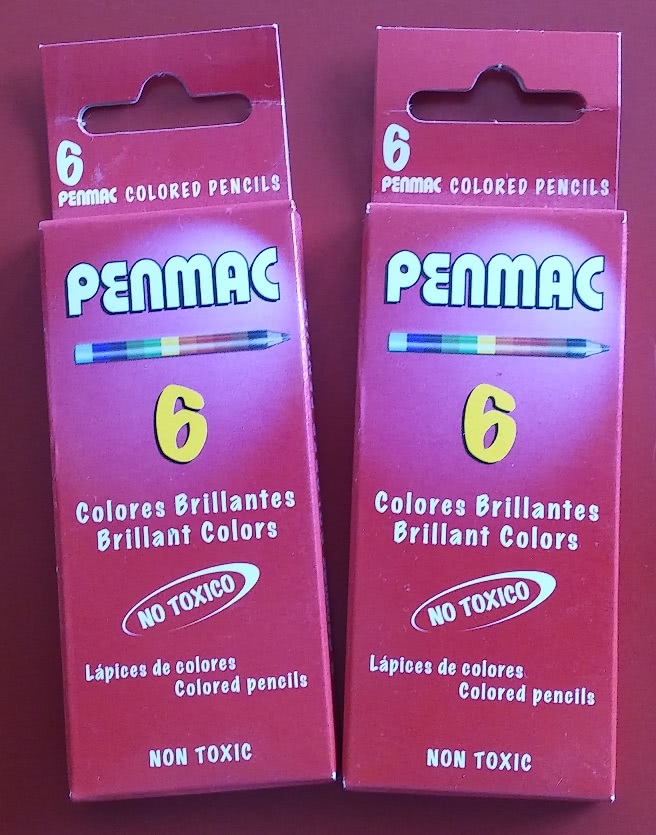 6
PENMAC COLORED PENCILS
PENMAC
6
Colores Brillantes
Brillant Colors
NO TOXICO
Lápices de colores
Colored pencils
NON TOXIC
6
PENMAC COLORED PENCILS
PENMAC
6
Colores Brillantes
Brillant Colors
NO TOXICO
Lápices de colores
Colored pencils
NON TOXIC